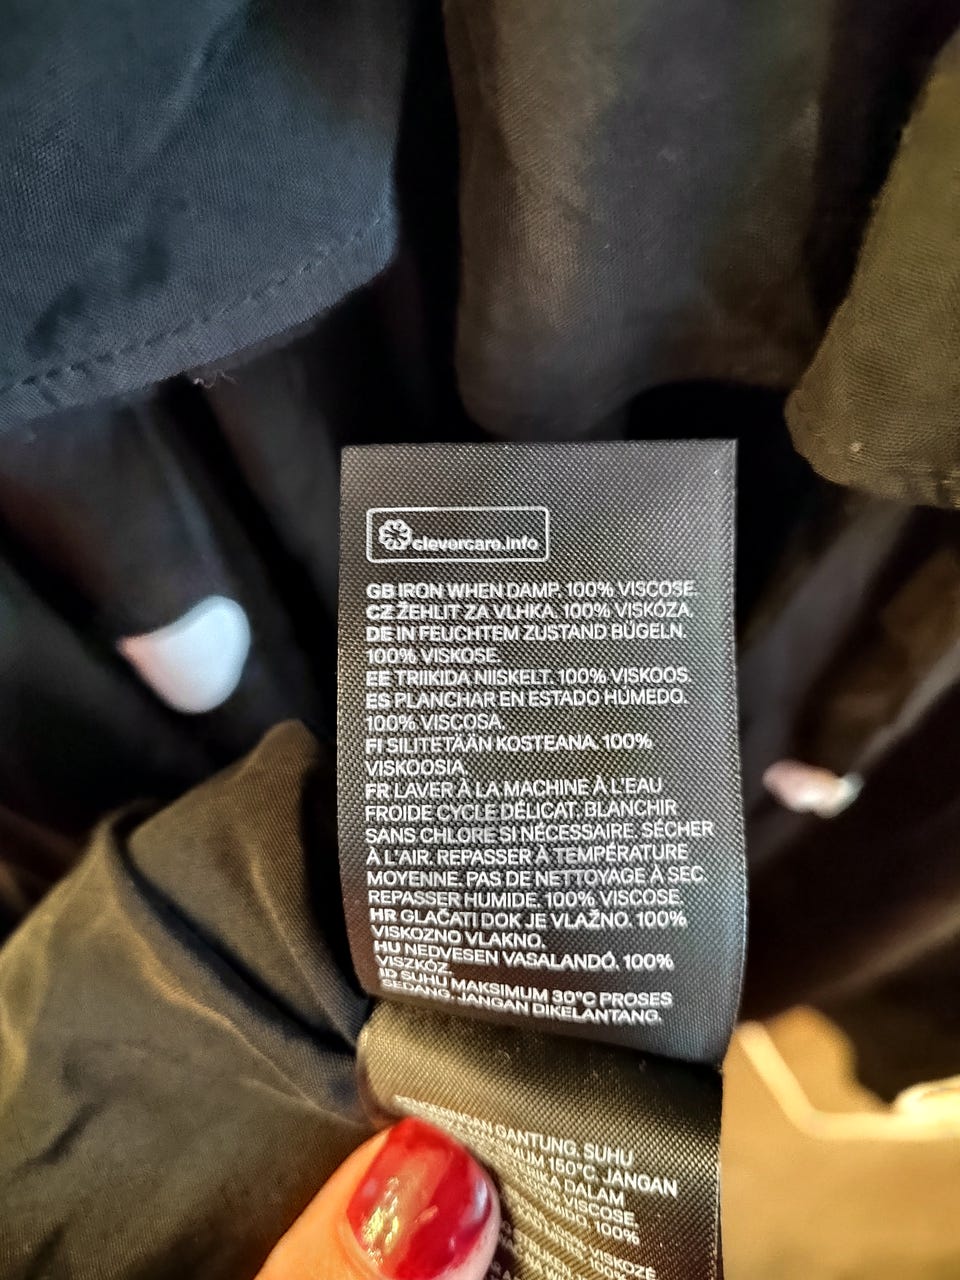 clevercare.info
GB IRON WHEN DAMP. 100% VISCOSE.
CZ ŽEHLIT ZA VLHKA. 100% VISKÓZA.
DE IN FEUCHTEM ZUSTAND BÜGELN.
100% VISKOSE.
EE TRIIKIDA NIISKELT. 100% VISKOOS.
ES PLANCHAR EN ESTADO HÚMEDO.
100% VISCOSA.
FI SILITETÄÄN KOSTEANA. 100%
VISKOOSIA
FR LAVER À LA MACHINE À L'EAU
FROIDE CYCLE DÉLICAT. BLANCHIR
SANS CHLORE SI NÉCESSAIRE. SÉCHER
À L'AIR. REPASSER À TEMPÉRATURE
MOYENNE. PAS DE NETTOYAGE À SEC.
REPASSER HUMIDE. 100% VISCOSE.
HR GLAČATI DOK JE VLAŽNO. 100%
VISKOZNO VLAKNO.
HU NEDVESEN VASALANDÓ. 100%
VISZKÓZ.
ID SUHU MAKSIMUM 30°C PROSES
SEDANG. JANGAN DIKELANTANG.
GANTUNG. SUHU
150°C. JANGAN
DALAM
VISCOSE.
100%
VISKOZĖ